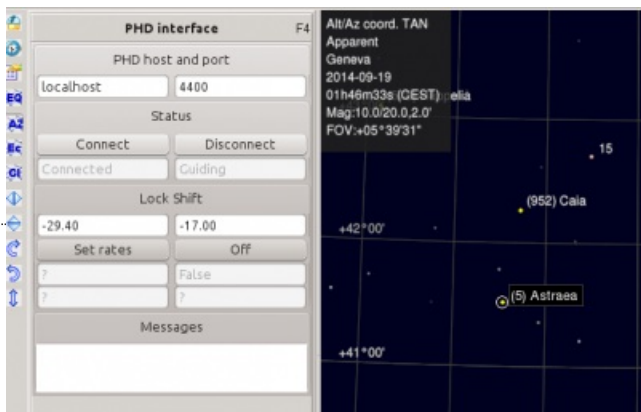 PHD interface F4
PHD host and port
localhost 4400
Status
Connect Disconnect
Connected Guiding
Lock Shift
-29.40 -17.00
Set rates Off
? False
? ?
Messages
EQ
AZ
Ec
Alt/Az coord. TAN
Apparent
Geneva
2014-09-19
01h46m33s (CEST)
Mag:10.0/20.0,2.0'
FOV:+05°39'31"
15
(952) Caia
+42°00'
(5) Astraea
+41°00'